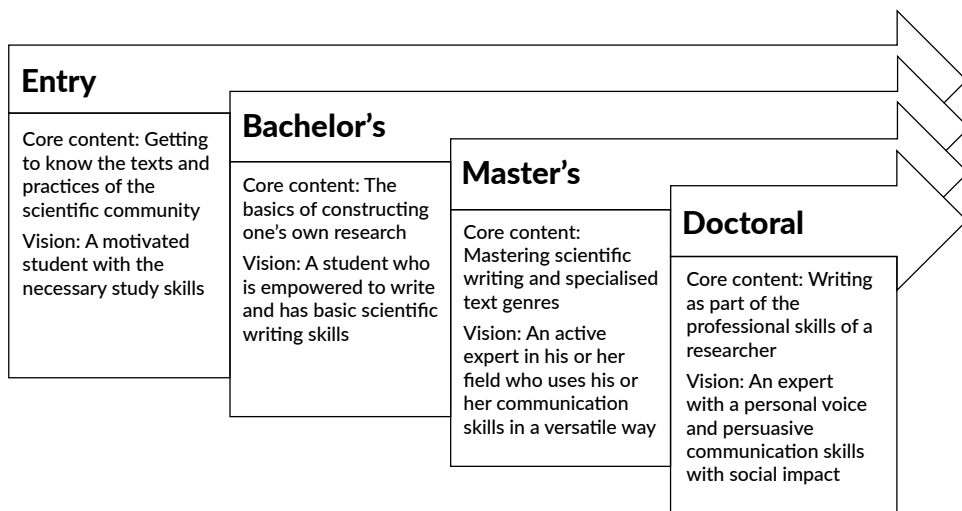 Entry
Core content: Getting
to know the texts and
practices of the
scientific community
Vision: A motivated
student with the
necessary study skills
Bachelor’s
Core content: The
basics of constructing
one’s own research
Vision: A student who
is empowered to write
and has basic scientific
writing skills
Master’s
Core content:
Mastering scientific
writing and specialised
text genres
Vision: An active
expert in his or her
field who uses his or
her communication
skills in a versatile way
Doctoral
Core content: Writing
as part of the
professional skills of a
researcher
Vision: An expert
with a personal voice
and persuasive
communication skills
with social impact